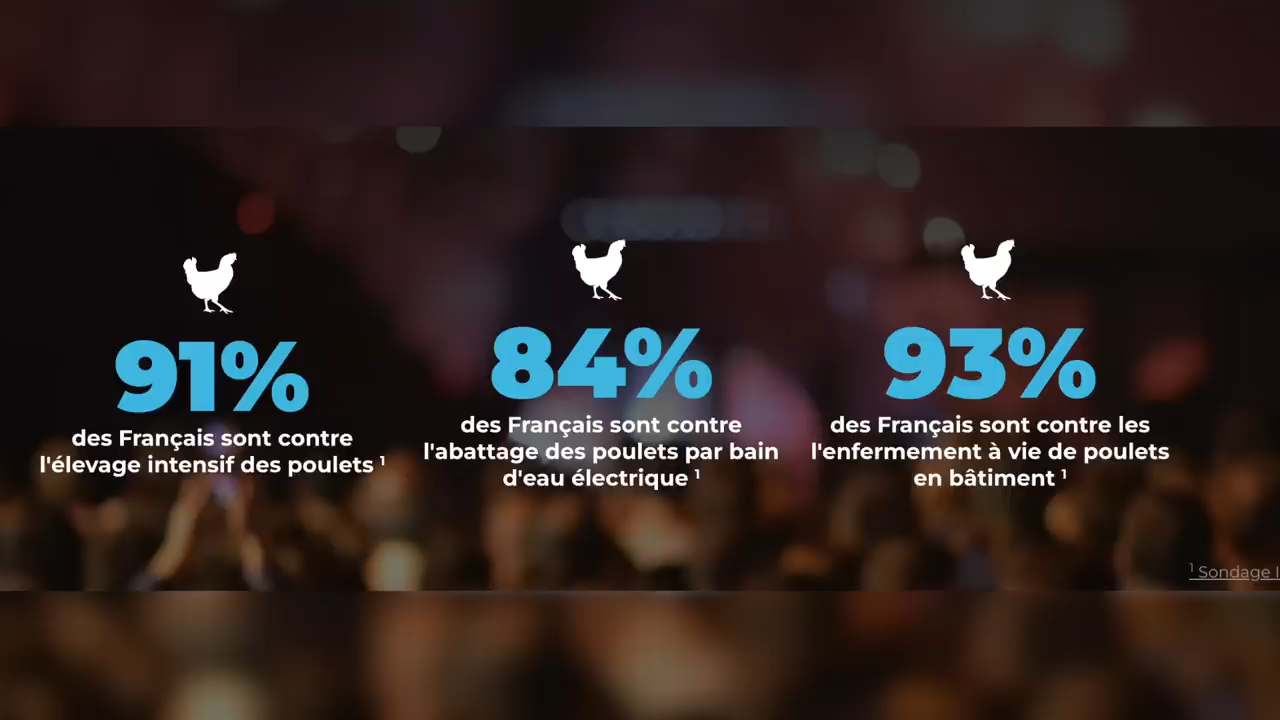 91%
des Français sont contre
l'élevage intensif des poulets ¹
84%
des Français sont contre
l'abattage des poulets par bain
d'eau électrique ¹
93%
des Français sont contre les
l'enfermement à vie de poulets
en bâtiment ¹
¹ Sondage